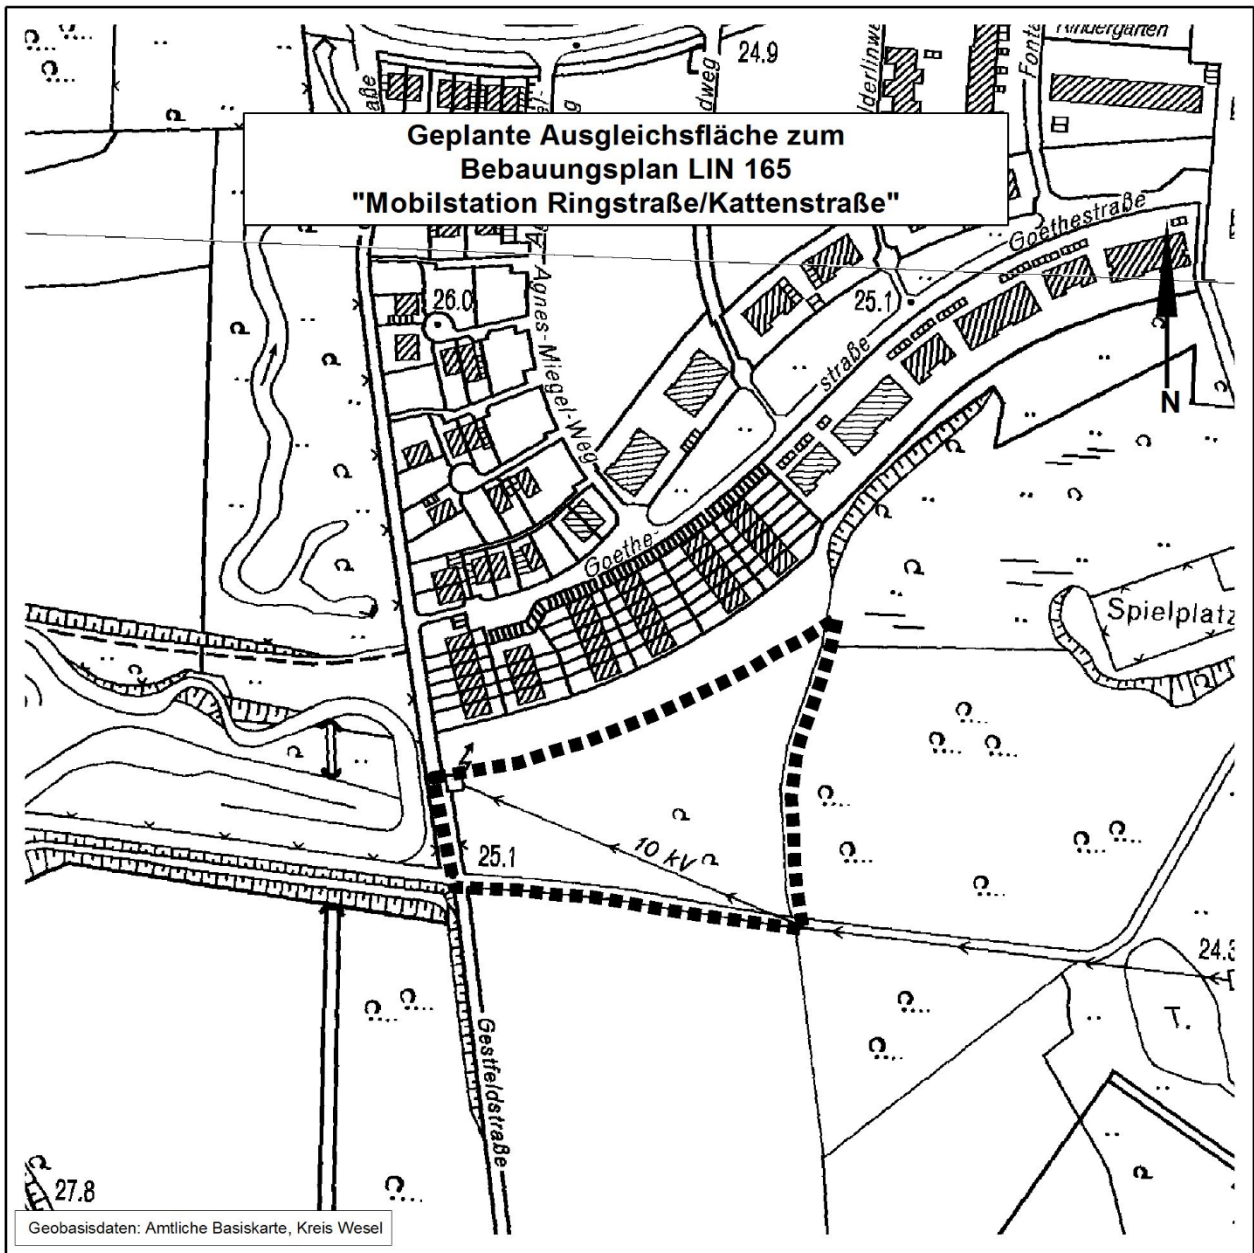 Kindergarten
24.9
Geplante Ausgleichsfläche zum
Bebauungsplan LIN 165
"Mobilstation Ringstraße/Kattenstraße"
Goethestraße
26.0
25.1
Agnes-Miegel-Weg
straße
N
Goethe-
Spielplatz
10 kV
25.1
24.3
T.
Gestfeldstraße
27.8
Geobasisdaten: Amtliche Basiskarte, Kreis Wesel